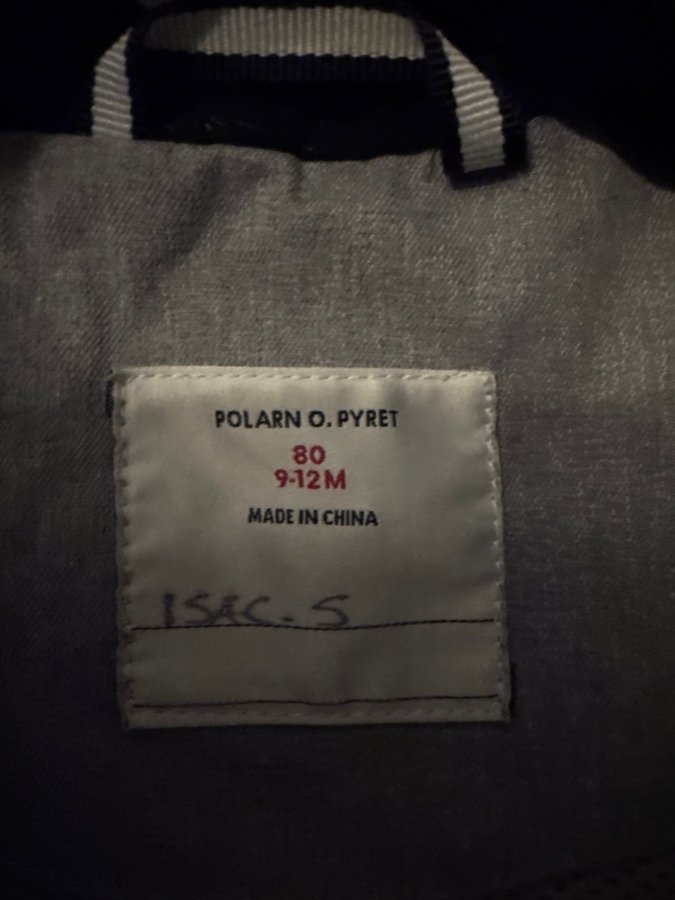 POLARN O. PYRET
80
9-12M
MADE IN CHINA
ISAC. S